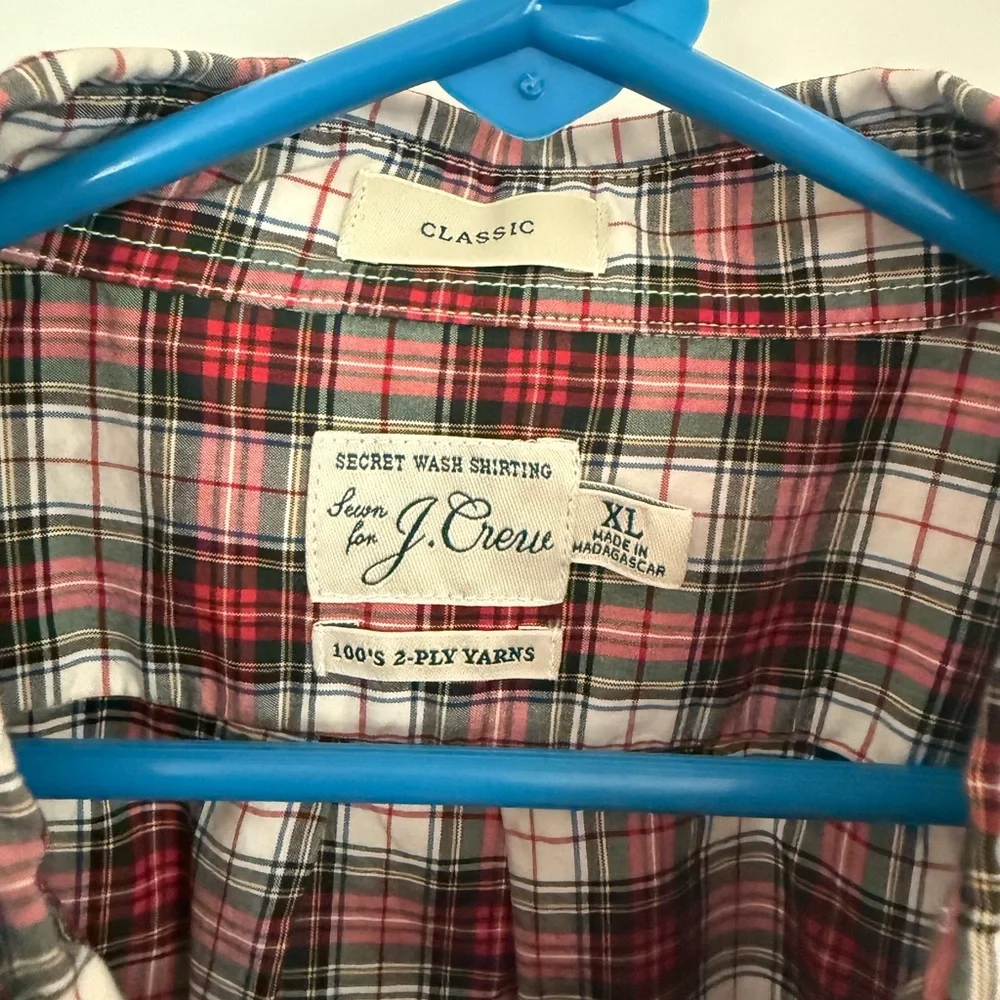 CLASSIC
SECRET WASH SHIRTING
Sewn
for J.Crew
XL
MADE IN
MADAGASCAR
100'S 2-PLY YARNS